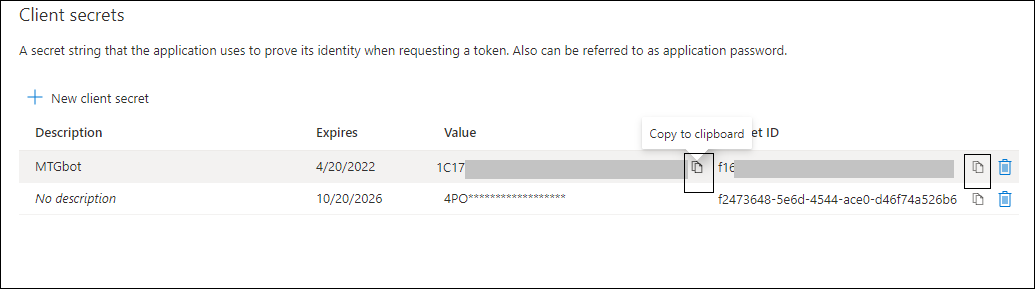 Client secrets
A secret string that the application uses to prove its identity when requesting a token. Also can be referred to as application password.
New client secret
Copy to clipboard
Description Expires Value et ID
MTGbot 4/20/2022 1C17 f16
No description 10/20/2026 4PO****************** f2473648-5e6d-4544-ace0-d46f74a526b6